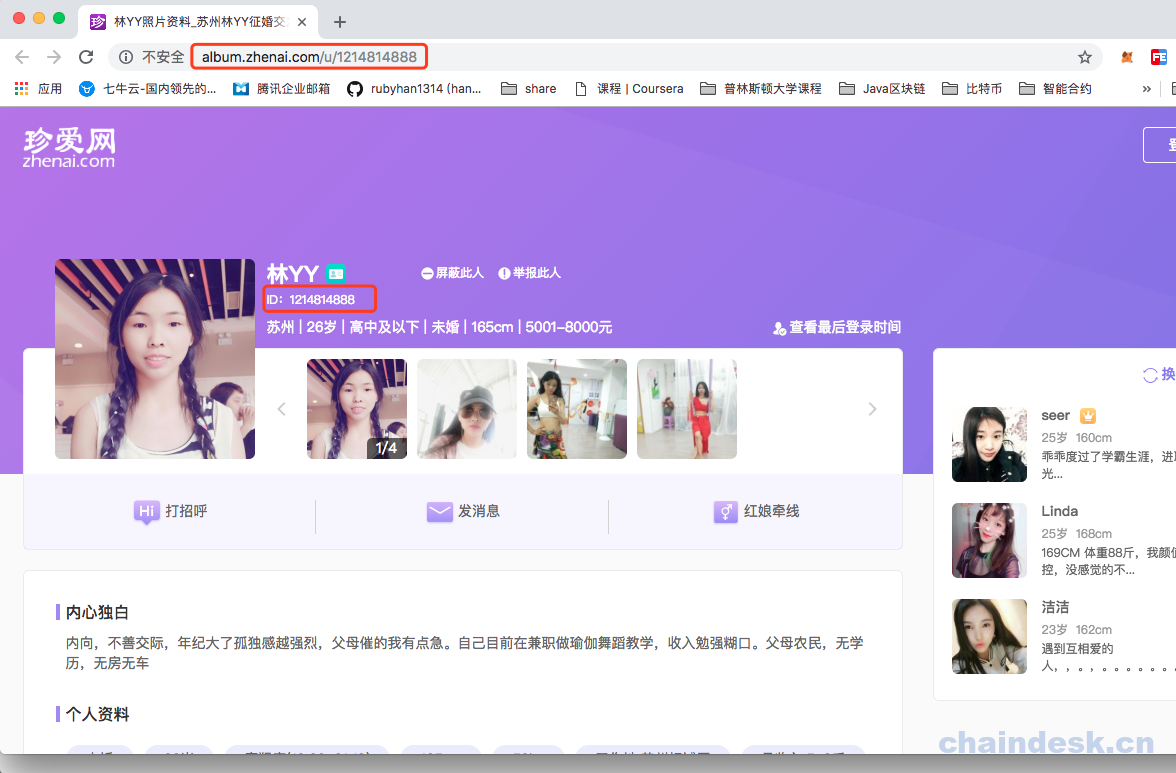 林YY照片资料_苏州林YY征婚交
不安全 album.zhenai.com/u/1214814888
FE
应用 七牛云-国内领先的... 腾讯企业邮箱 rubyhan1314 (han... share 课程 | Coursera 普林斯顿大学课程 Java区块链 比特币 智能合约 »
珍爱网
zhenai.com
林YY 屏蔽此人 举报此人
ID：1214814888
苏州 | 26岁 | 高中及以下 | 未婚 | 165cm | 5001-8000元 查看最后登录时间
换
1/4
seer
25岁 160cm
乖乖度过了学霸生涯，进
光...
Hi 打招呼 发消息 红娘牵线
Linda
25岁 168cm
169CM 体重88斤，我颜值
控，没感觉的不...
洁洁
23岁 162cm
遇到互相爱的
人，，。，。。。。。。。
内心独白
内向，不善交际，年纪大了孤独感越强烈，父母催的我有点急。自己目前在兼职做瑜伽舞蹈教学，收入勉强糊口。父母农民，无学
历，无房无车
个人资料
chaindesk.cn